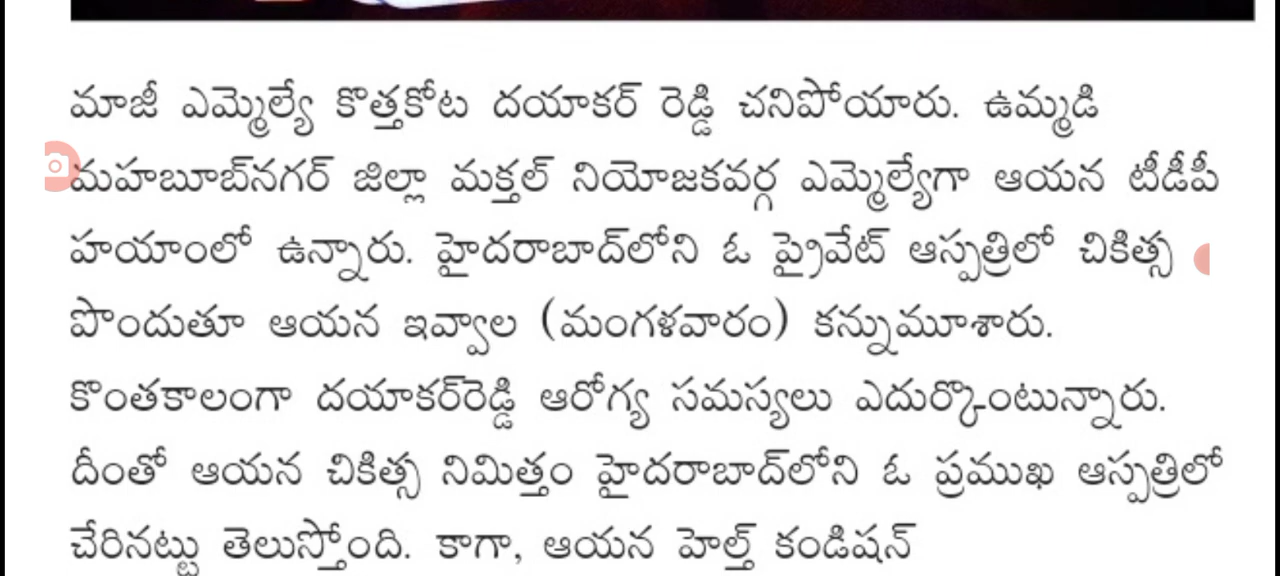 మాజీ ఎమ్మెల్యే కొత్తకోట దయాకర్ రెడ్డి చనిపోయారు. ఉమ్మడి
మహబూబ్‌నగర్ జిల్లా మక్తల్ నియోజకవర్గ ఎమ్మెల్యేగా ఆయన టీడీపీ
హయాంలో ఉన్నారు. హైదరాబాద్‌లోని ఓ ప్రైవేట్ ఆస్పత్రిలో చికిత్స
పొందుతూ ఆయన ఇవ్వాల (మంగళవారం) కన్నుమూశారు.
కొంతకాలంగా దయాకర్‌రెడ్డి ఆరోగ్య సమస్యలు ఎదుర్కొంటున్నారు.
దీంతో ఆయన చికిత్స నిమిత్తం హైదరాబాద్‌లోని ఓ ప్రముఖ ఆస్పత్రిలో
చేరినట్టు తెలుస్తోంది. కాగా, ఆయన హెల్త్ కండిషన్